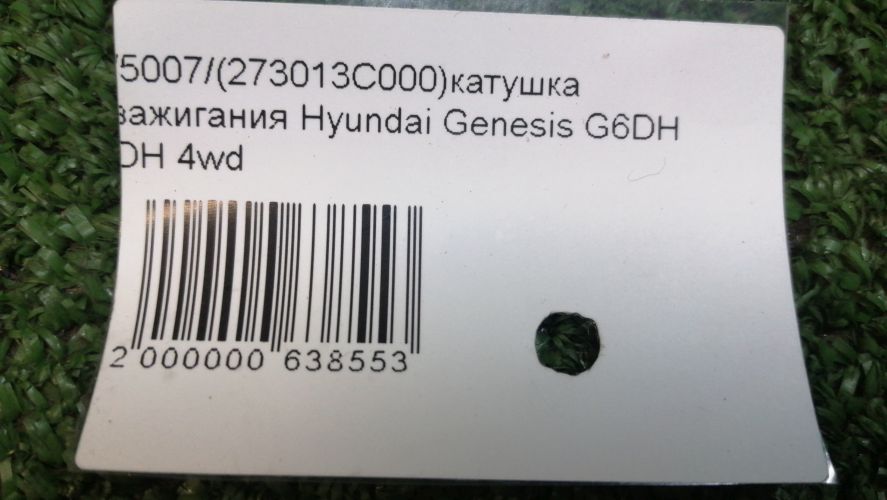 /5007/(273013C000)катушка
зажигания Hyundai Genesis G6DH
DH 4wd
2 000000 638553